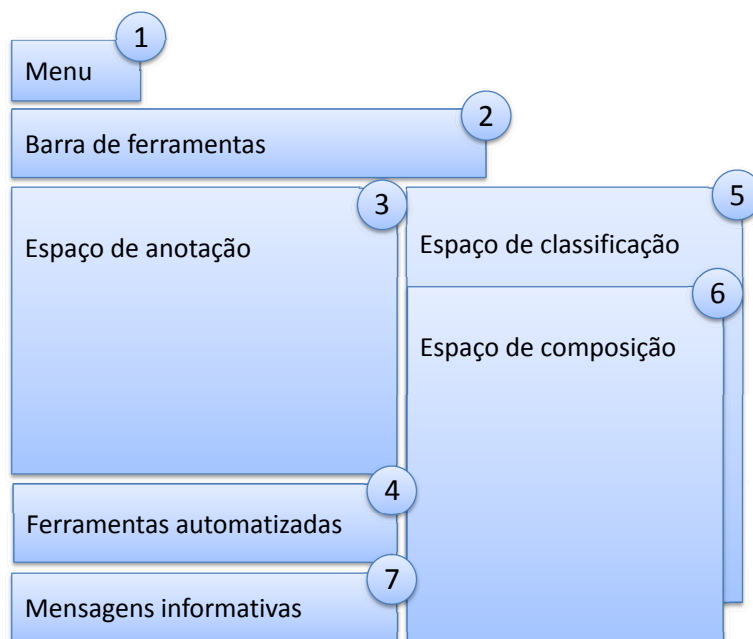 1
Menu
2
Barra de ferramentas
3
Espaço de anotação
5
Espaço de classificação
6
Espaço de composição
4
Ferramentas automatizadas
7
Mensagens informativas